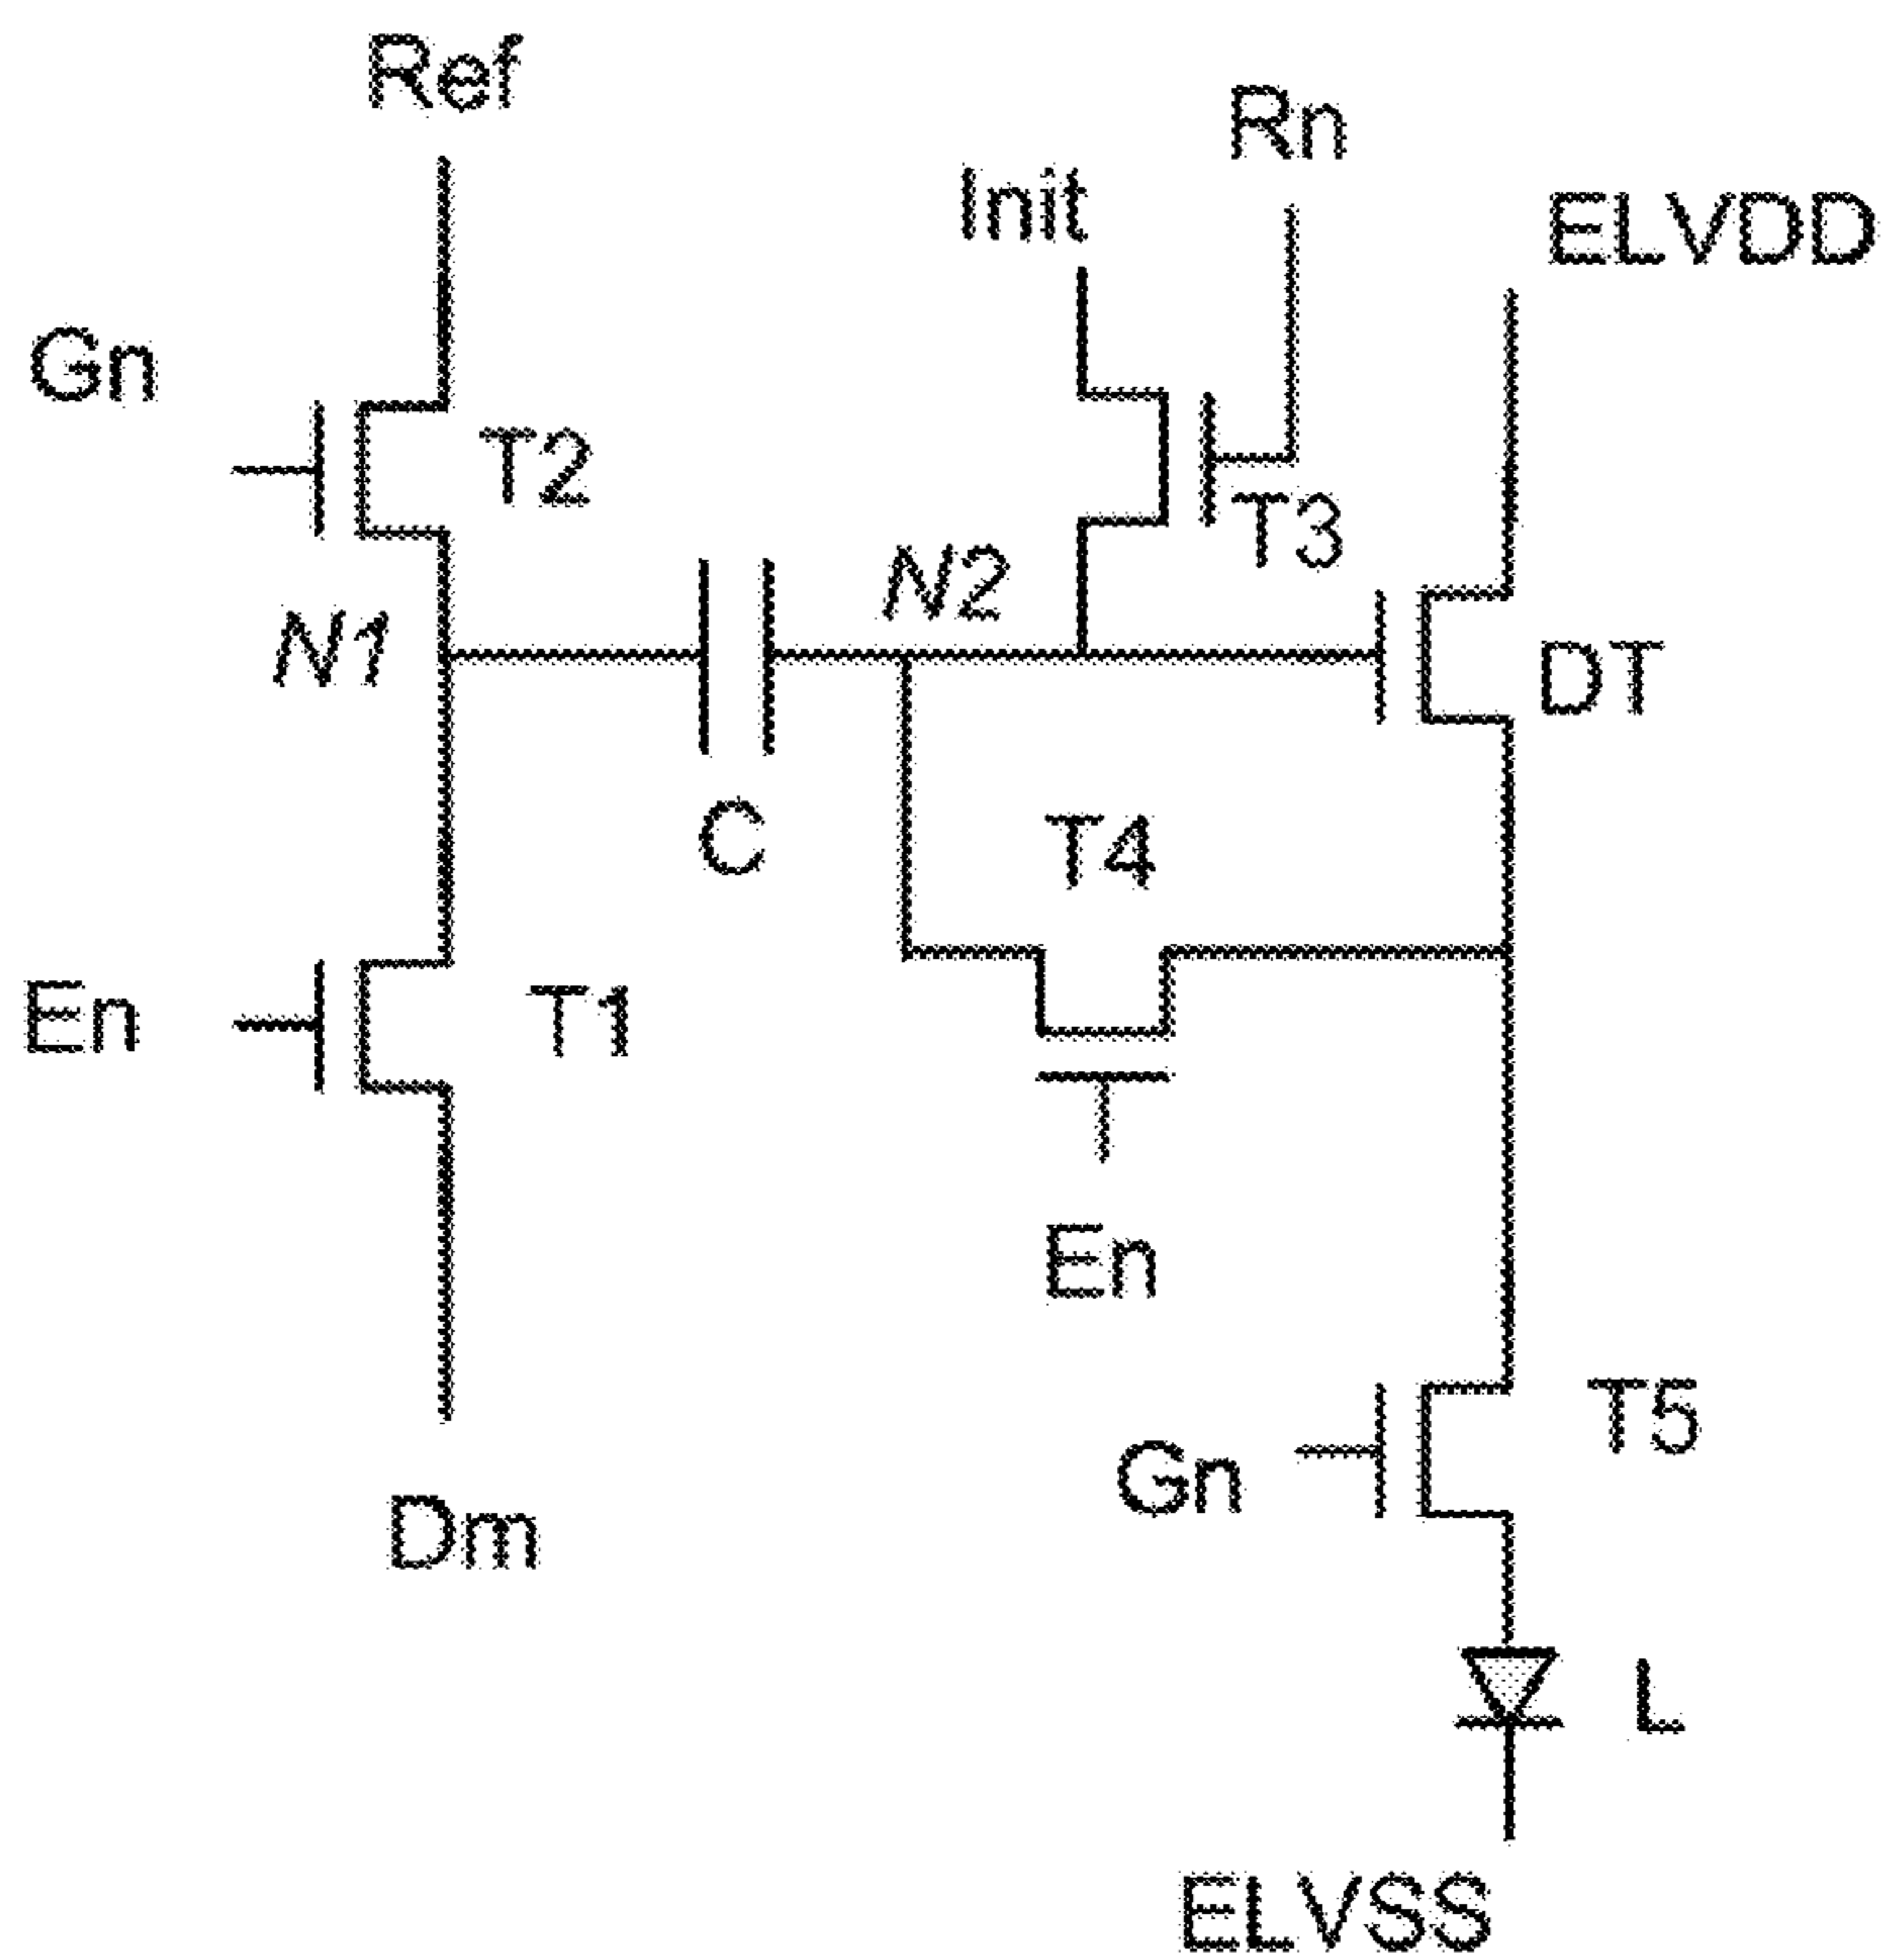 Ref
Rn
Init
ELVDD
Gn
T2
T3
N2
N1
DT
C
T4
En
T1
En
T5
Gn
Dm
L
ELVSS